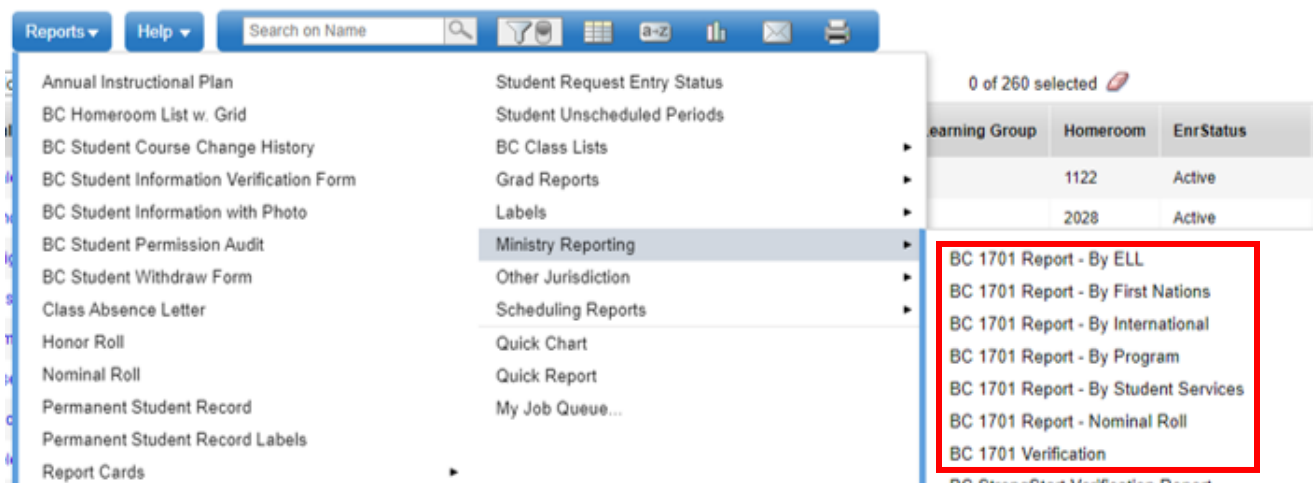 Reports
Help
Search on Name
a-z
0 of 260 selected
earning Group
Homeroom
EnrStatus
1122
Active
2028
Active
Annual Instructional Plan
BC Homeroom List w. Grid
BC Student Course Change History
BC Student Information Verification Form
BC Student Information with Photo
BC Student Permission Audit
BC Student Withdraw Form
Class Absence Letter
Honor Roll
Nominal Roll
Permanent Student Record
Permanent Student Record Labels
Report Cards
Student Request Entry Status
Student Unscheduled Periods
BC Class Lists
Grad Reports
Labels
Ministry Reporting
Other Jurisdiction
Scheduling Reports
Quick Chart
Quick Report
My Job Queue...
BC 1701 Report - By ELL
BC 1701 Report - By First Nations
BC 1701 Report - By International
BC 1701 Report - By Program
BC 1701 Report - By Student Services
BC 1701 Report - Nominal Roll
BC 1701 Verification
BC StrongStart Verification Report